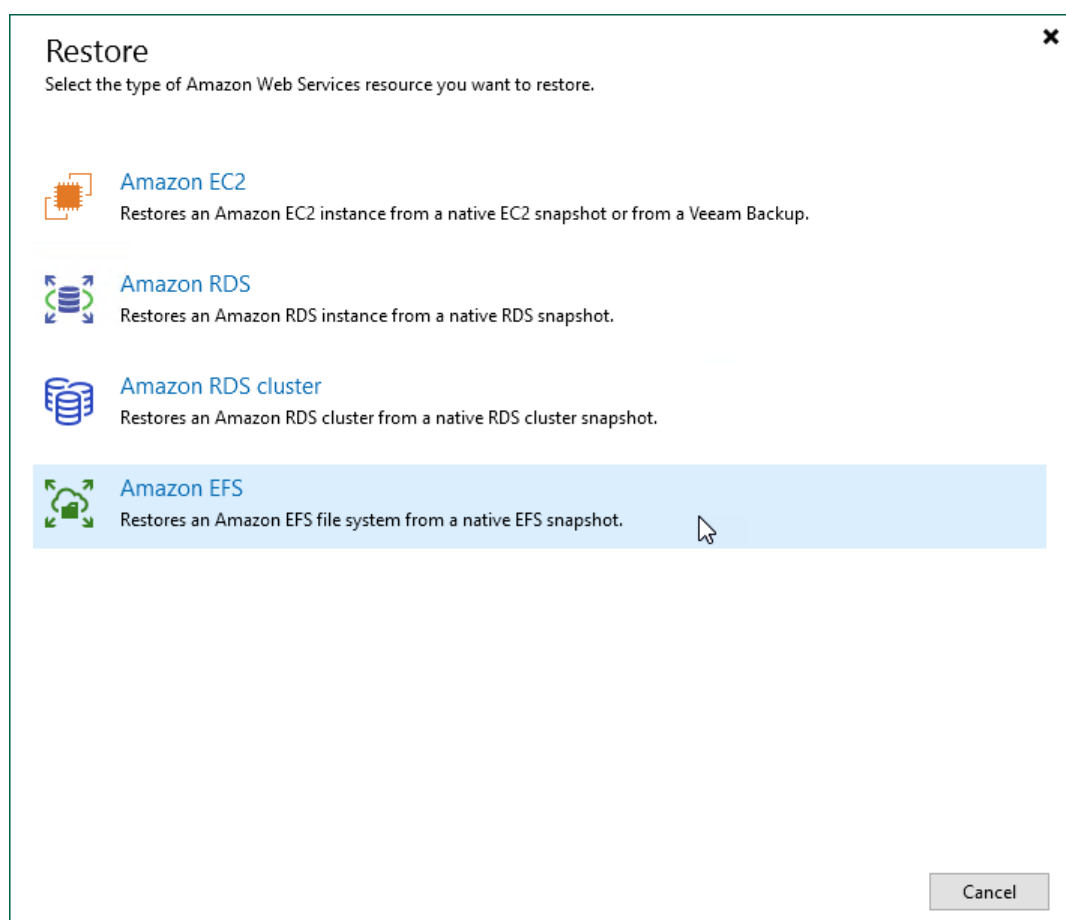 Restore
Select the type of Amazon Web Services resource you want to restore.
Amazon EC2
Restores an Amazon EC2 instance from a native EC2 snapshot or from a Veeam Backup.
Amazon RDS
Restores an Amazon RDS instance from a native RDS snapshot.
Amazon RDS cluster
Restores an Amazon RDS cluster from a native RDS cluster snapshot.
Amazon EFS
Restores an Amazon EFS file system from a native EFS snapshot.
Cancel